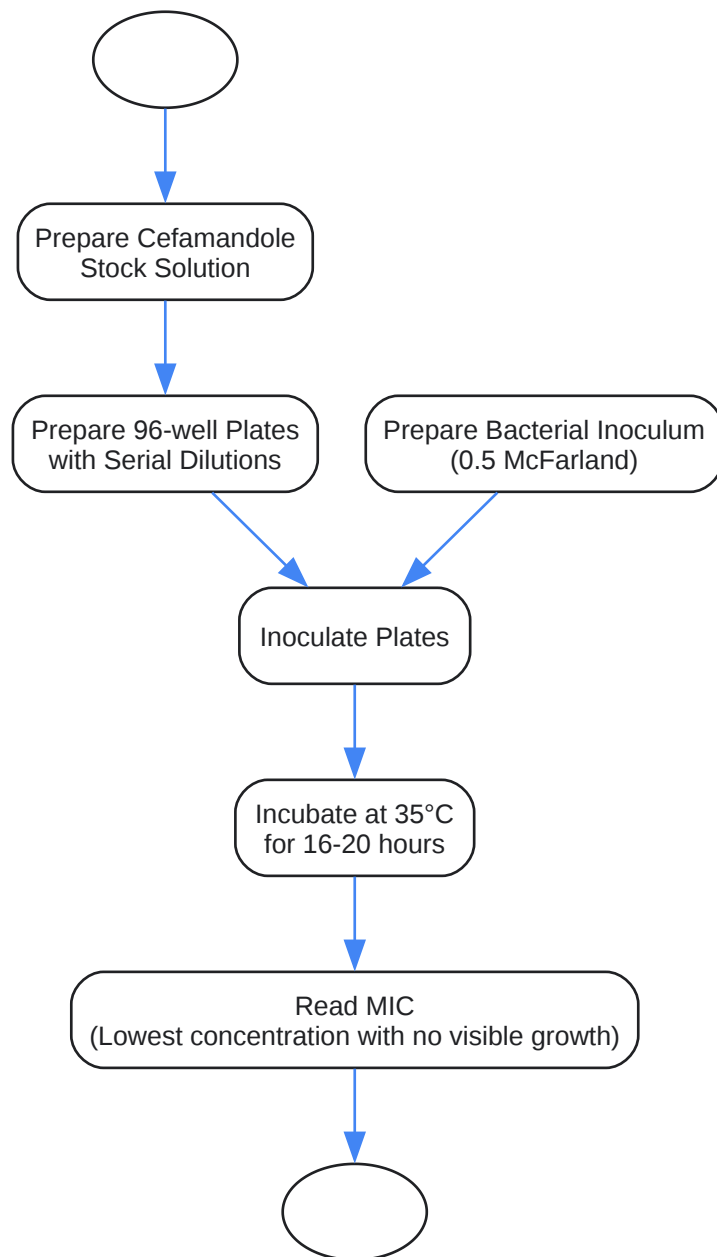 Prepare Cefamandole
Stock Solution
Prepare 96-well Plates
with Serial Dilutions
Prepare Bacterial Inoculum
(0.5 McFarland)
Inoculate Plates
Incubate at 35°C
for 16-20 hours
Read MIC
(Lowest concentration with no visible growth)